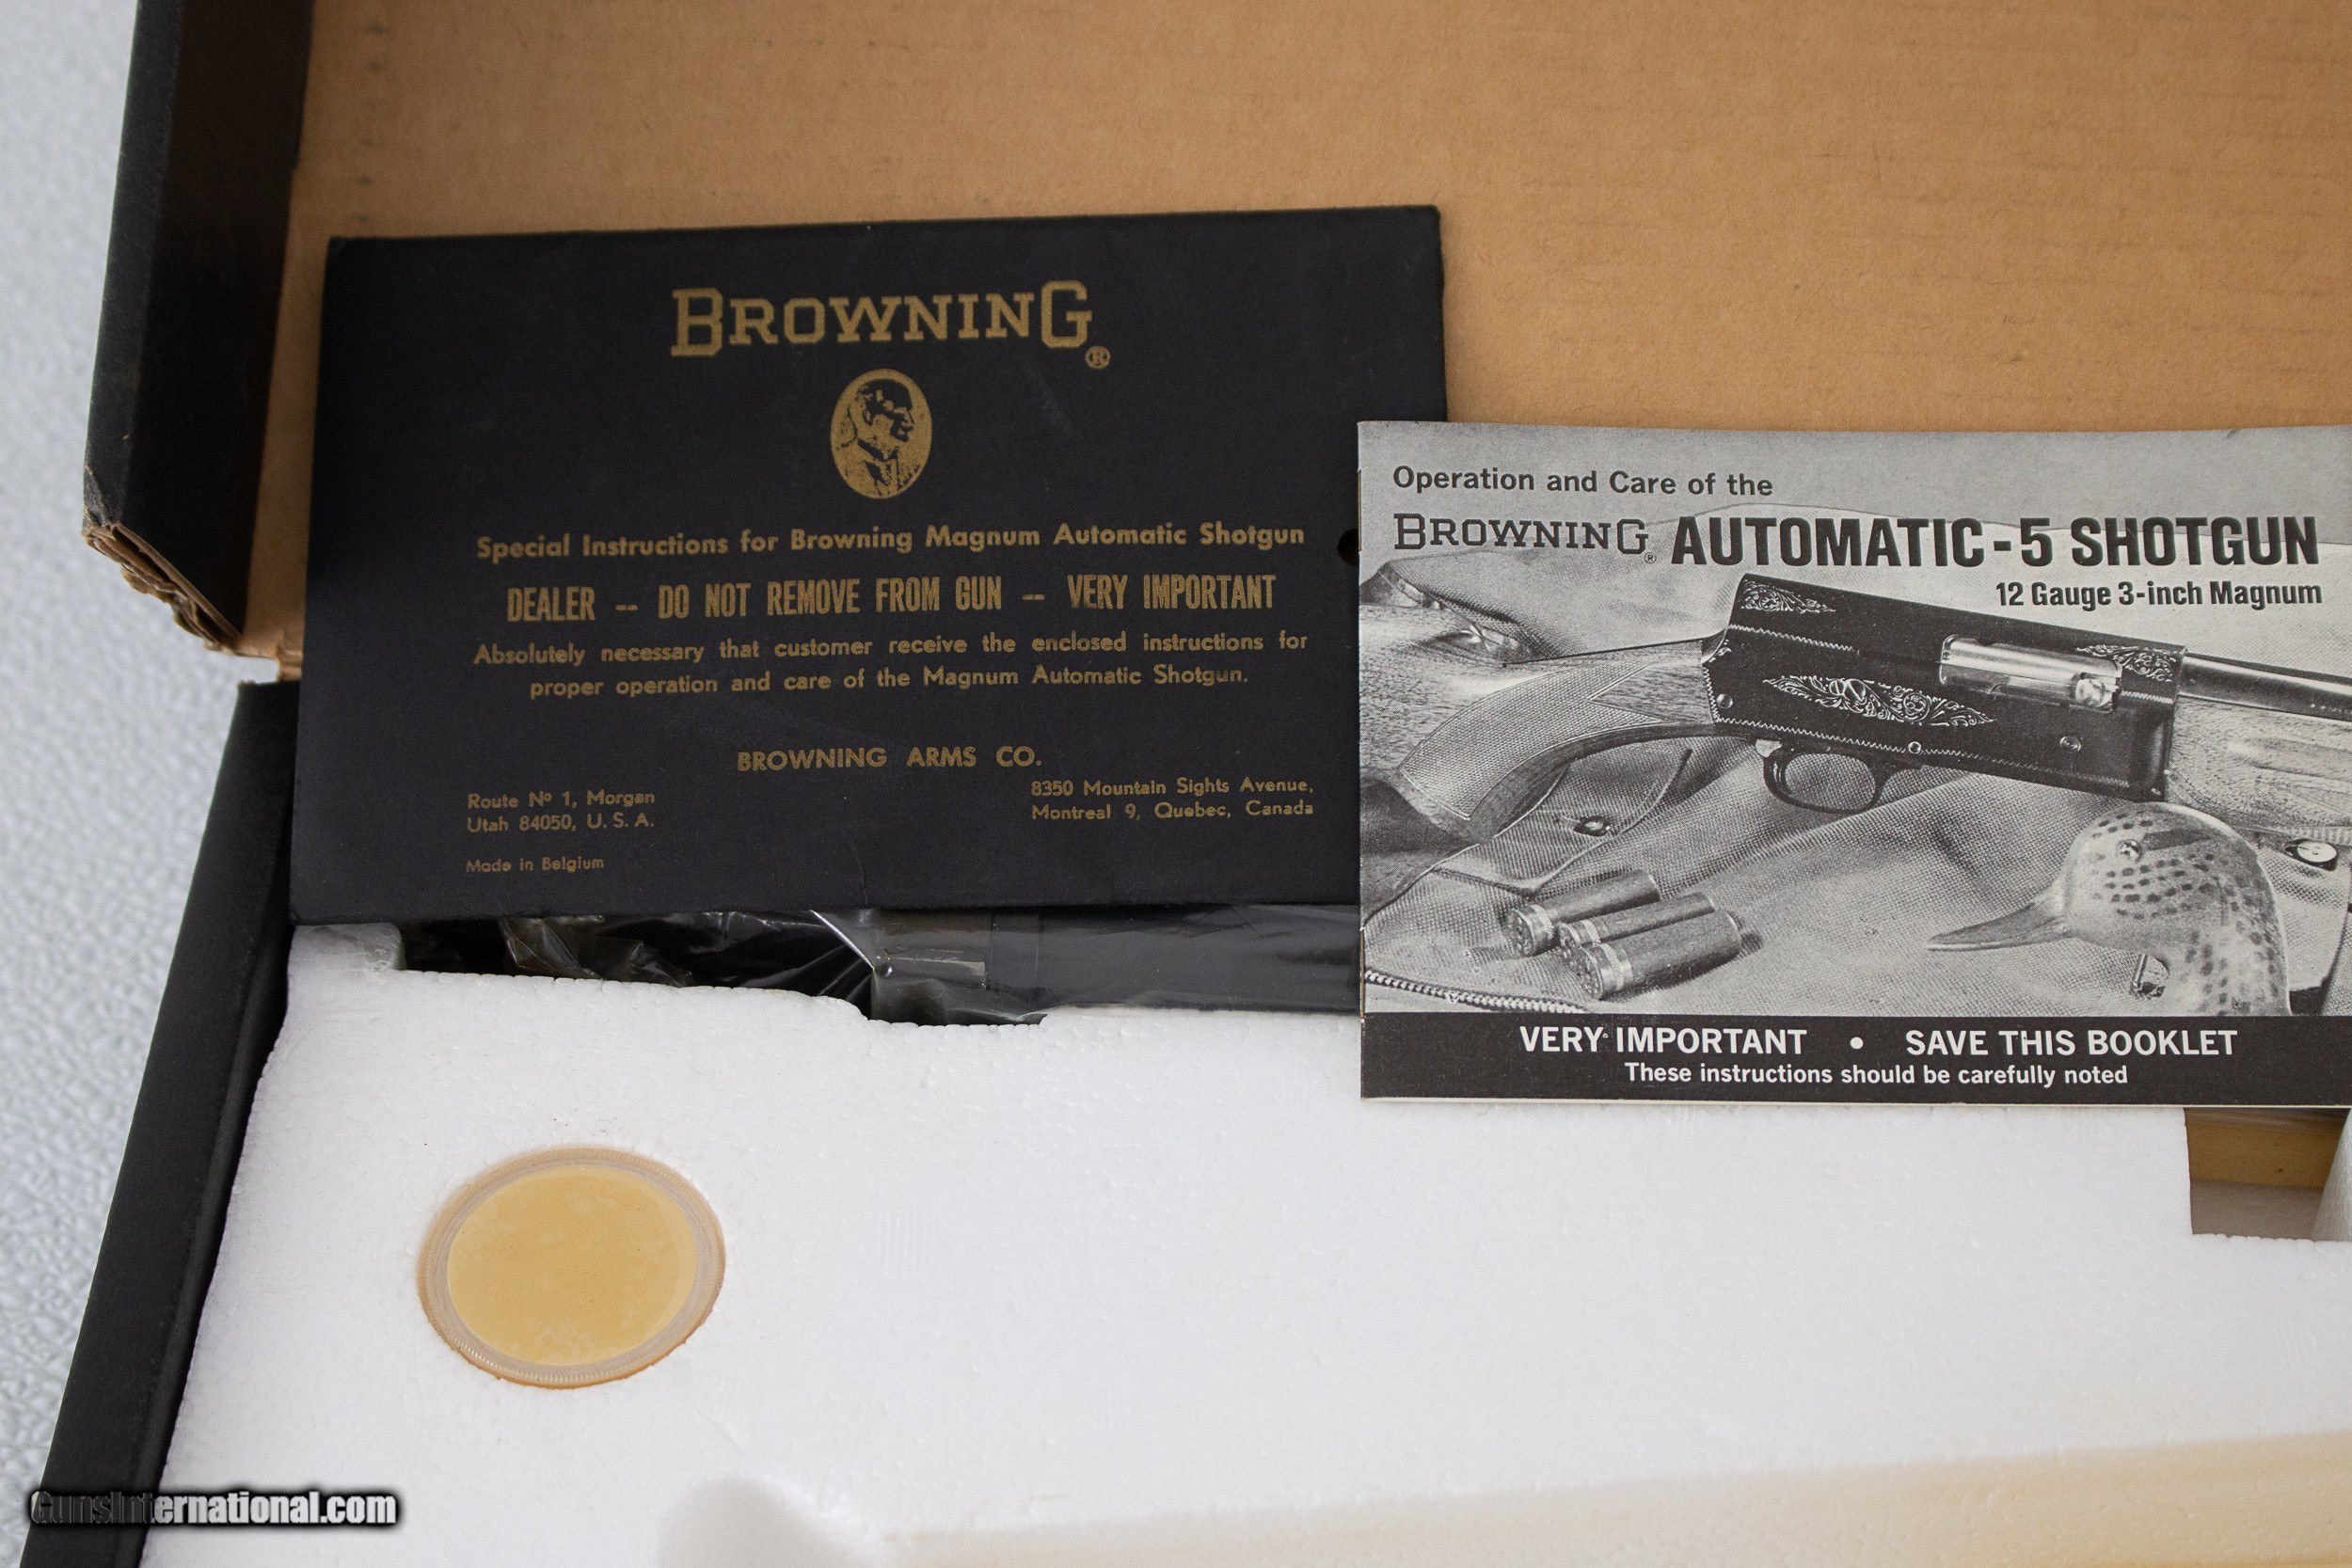 BROWNING®
Special Instructions for Browning Magnum Automatic Shotgun
DEALER -- DO NOT REMOVE FROM GUN -- VERY IMPORTANT
Absolutely necessary that customer receive the enclosed instructions for
proper operation and care of the Magnum Automatic Shotgun.
BROWNING ARMS CO.
Route Nº 1, Morgan
Utah 84050, U.S.A.
8350 Mountain Sights Avenue,
Montreal 9, Quebec, Canada
Made in Belgium
Operation and Care of the
BROWNING® AUTOMATIC-5 SHOTGUN
12 Gauge 3-inch Magnum
VERY IMPORTANT • SAVE THIS BOOKLET
These instructions should be carefully noted
GunsInternational.com